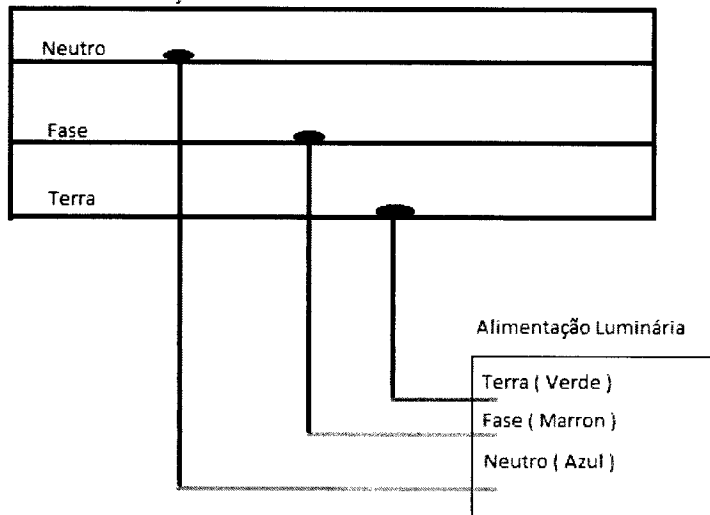 Neutro
Fase
Terra
Alimentação Luminária
Terra ( Verde )
Fase ( Marron )
Neutro ( Azul )